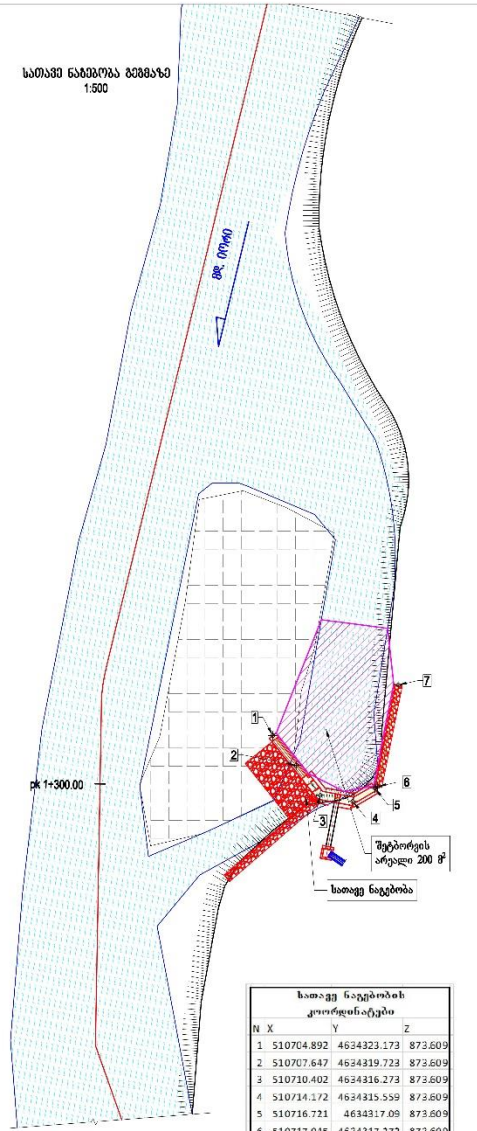 სათავე ნაგებობა გეგმაზე
1:500
მდ. იორი
1
2
7
6
5
4
3
pk 1+300.00
შეტბორვის
არეალი 200 მ²
სათავე ნაგებობა
სათავე ნაგებობის
კოორდინატები
N X Y Z
1 510704.892 4634323.173 873.609
2 510707.647 4634319.723 873.609
3 510710.402 4634316.273 873.609
4 510714.172 4634315.559 873.609
5 510716.721 4634317.09 873.609